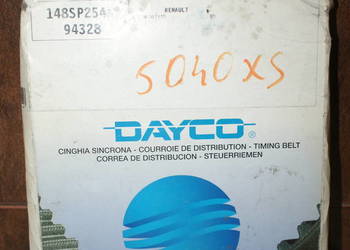 148SP254
RENAULT
94328
5040XS
DAYCO®
CINGHIA SINCRONA - COURROIE DE DISTRIBUTION - TIMING BELT
CORREA DE DISTRIBUCION - STEUERRIEMEN